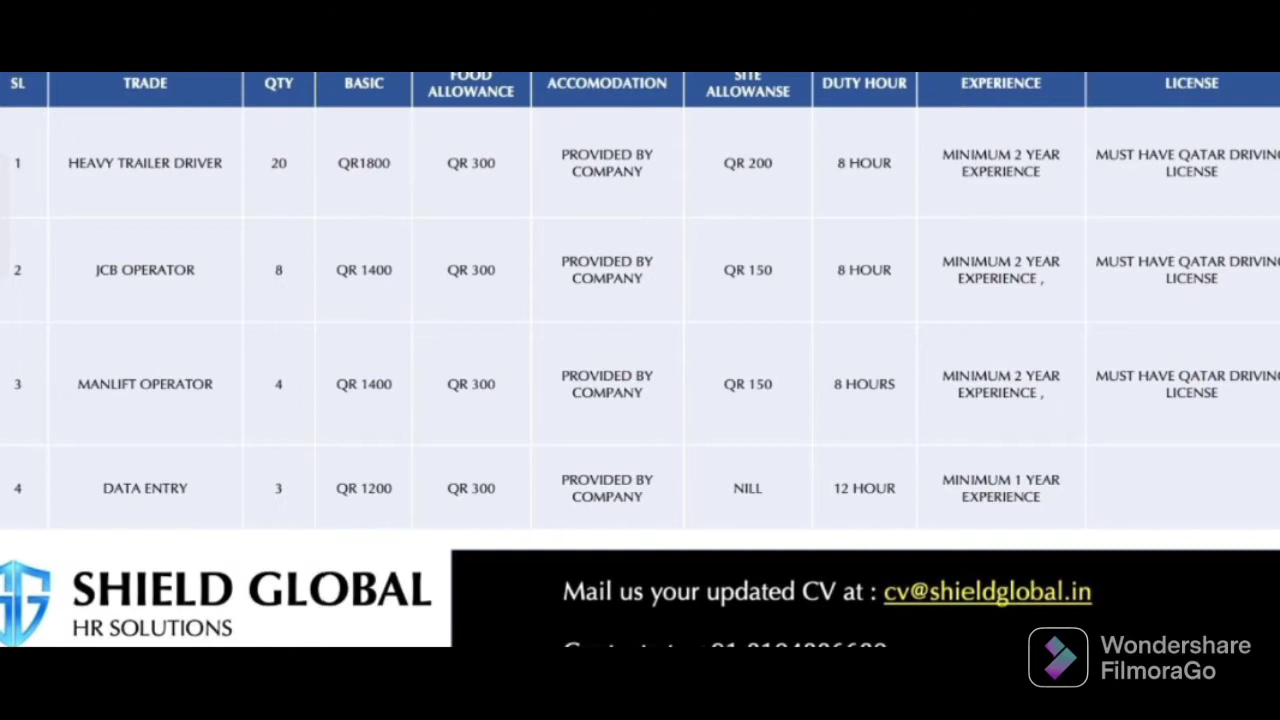 SL TRADE QTY BASIC FOOD ALLOWANCE ACCOMODATION SITE ALLOWANSE DUTY HOUR EXPERIENCE LICENSE
1 HEAVY TRAILER DRIVER 20 QR1800 QR 300 PROVIDED BY COMPANY QR 200 8 HOUR MINIMUM 2 YEAR EXPERIENCE MUST HAVE QATAR DRIVING LICENSE
2 JCB OPERATOR 8 QR 1400 QR 300 PROVIDED BY COMPANY QR 150 8 HOUR MINIMUM 2 YEAR EXPERIENCE , MUST HAVE QATAR DRIVING LICENSE
3 MANLIFT OPERATOR 4 QR 1400 QR 300 PROVIDED BY COMPANY QR 150 8 HOURS MINIMUM 2 YEAR EXPERIENCE , MUST HAVE QATAR DRIVING LICENSE
4 DATA ENTRY 3 QR 1200 QR 300 PROVIDED BY COMPANY NILL 12 HOUR MINIMUM 1 YEAR EXPERIENCE
SHIELD GLOBAL
HR SOLUTIONS
Mail us your updated CV at : cv@shieldglobal.in
Wondershare
FilmoraGo